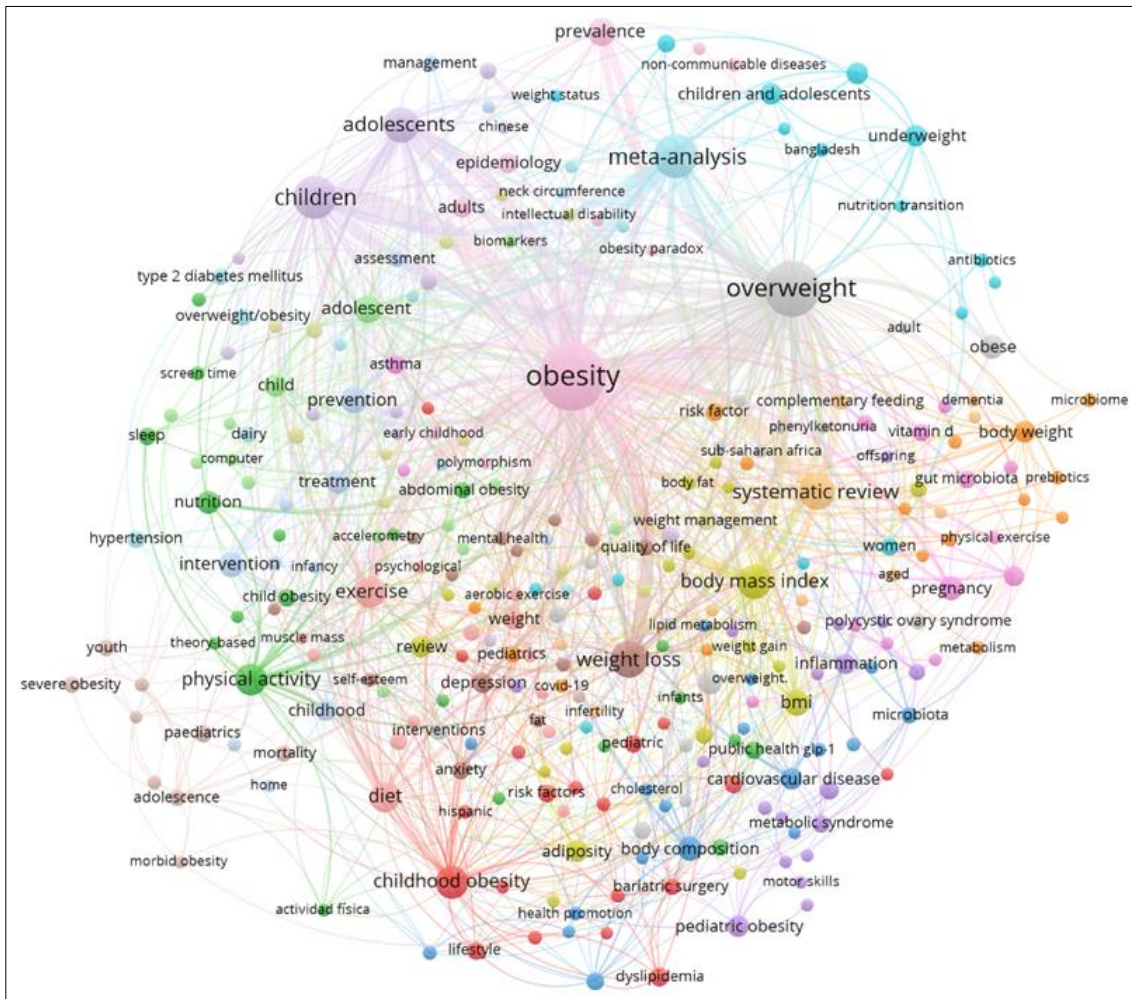 prevalence
management
non-communicable diseases
weight status
children and adolescents
adolescents
chinese
underweight
meta-analysis
bangladesh
epidemiology
children
neck circumference
nutrition transition
adults
intellectual disability
biomarkers
obesity paradox
assessment
antibiotics
type 2 diabetes mellitus
overweight
adolescent
overweight/obesity
adult
obese
asthma
obesity
screen time
child
prevention
complementary feeding
dementia
microbiome
risk factor
phenylketonuria
vitamin d
body weight
sleep
dairy
early childhood
sub-saharan africa
offspring
computer
polymorphism
body fat
gut microbiota
prebiotics
treatment
abdominal obesity
systematic review
nutrition
weight management
hypertension
accelerometry
mental health
quality of life
women
physical exercise
intervention
infancy
psychological
body mass index
aged
pregnancy
child obesity
exercise
aerobic exercise
weight
lipid metabolism
polycystic ovary syndrome
theory-based
muscle mass
youth
review
pediatrics
weight loss
weight gain
inflammation
metabolism
severe obesity
physical activity
self-esteem
depression
covid-19
infants
overweight.
bmi
childhood
fat
infertility
microbiota
paediatrics
interventions
mortality
pediatric
public health
glp-1
home
anxiety
cardiovascular disease
adolescence
diet
hispanic
risk factors
cholesterol
metabolic syndrome
morbid obesity
adiposity
body composition
childhood obesity
bariatric surgery
motor skills
actividad física
health promotion
pediatric obesity
lifestyle
dyslipidemia